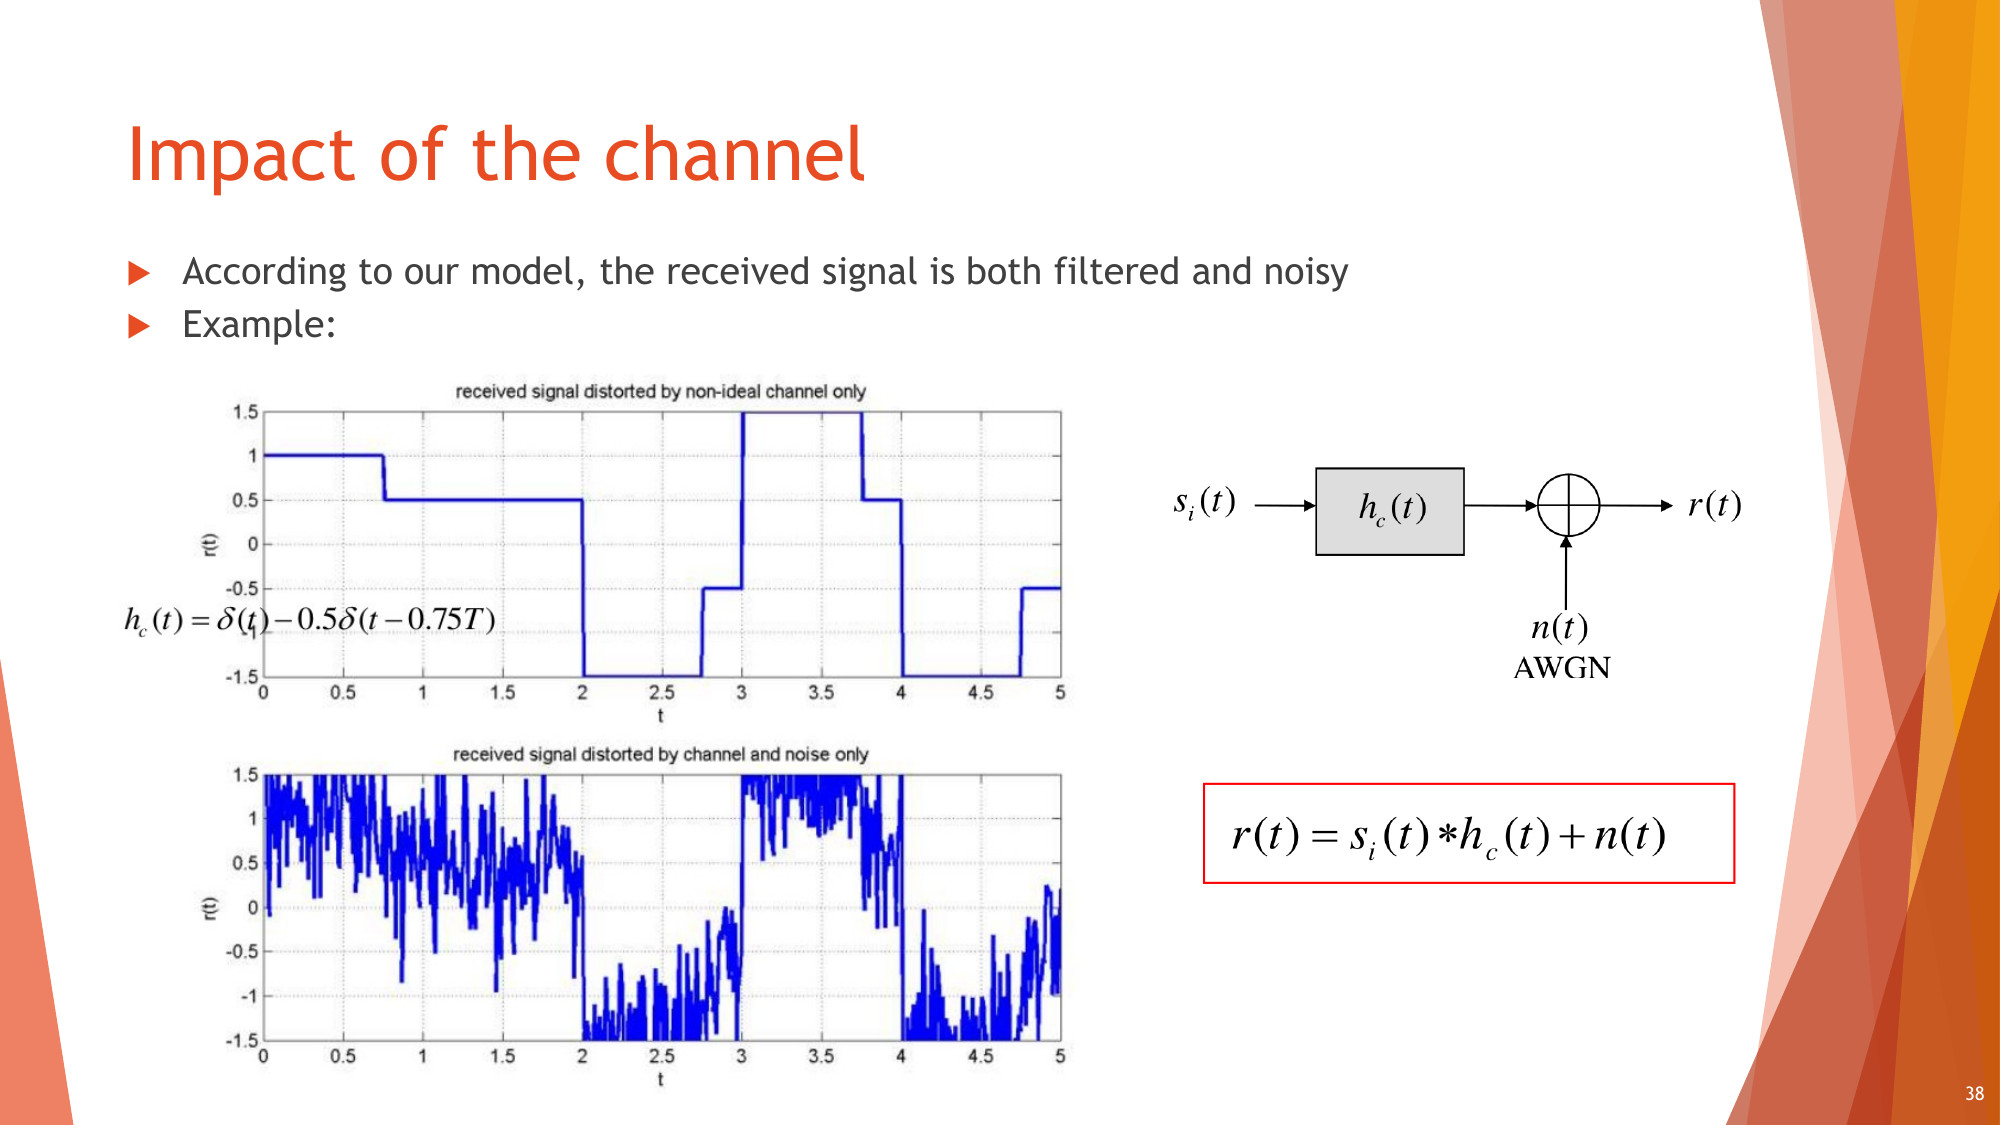 Impact of the channel
According to our model, the received signal is both filtered and noisy
Example:
received signal distorted by non-ideal channel only
1.5
1
0.5
0
-0.5
-1
-1.5
r(t)
0 0.5 1 1.5 2 2.5 3 3.5 4 4.5 5
t
h_c(t) = δ(t) − 0.5δ(t − 0.75T)
received signal distorted by channel and noise only
1.5
1
0.5
0
-0.5
-1
-1.5
r(t)
0 0.5 1 1.5 2 2.5 3 3.5 4 4.5 5
t
s_i(t) h_c(t) r(t)
n(t)
AWGN
r(t) = s_i(t) * h_c(t) + n(t)
38